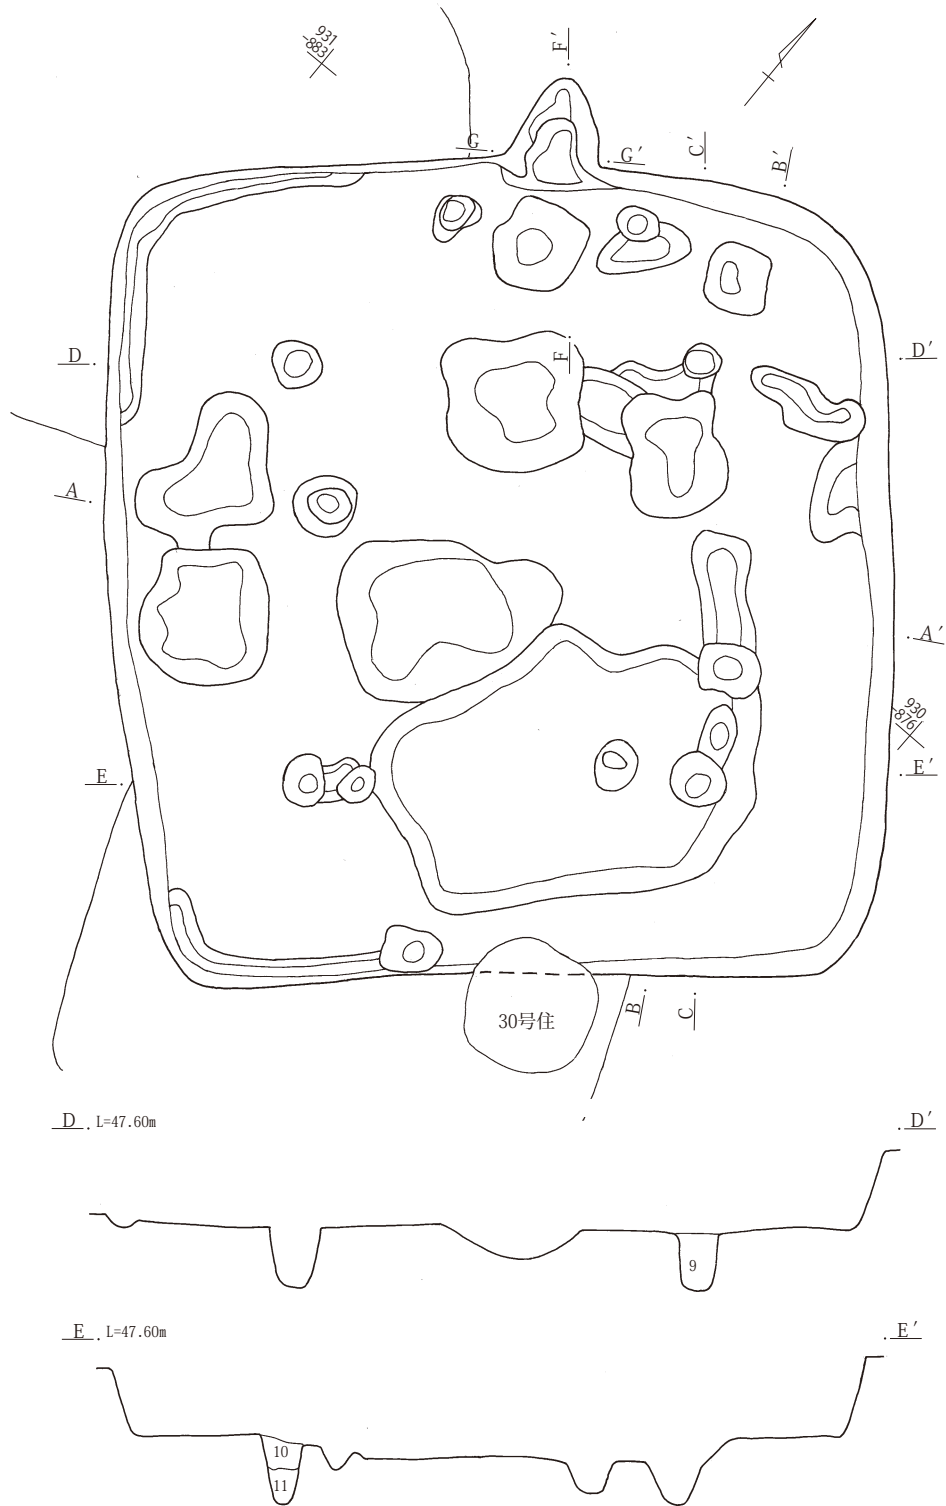 931
-883
F′
G
G′
C′
B′
D
F
D′
A
A′
930
-876
E
E′
30号住
B
C
D L=47.60m D′
9
E L=47.60m E′
10
11